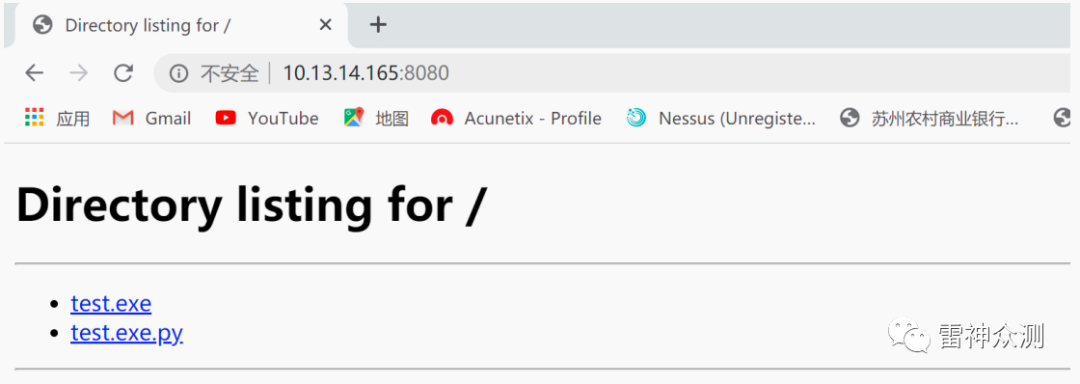 Directory listing for /
不安全 10.13.14.165:8080
应用 Gmail YouTube 地图 Acunetix - Profile Nessus (Unregiste... 苏州农村商业银行...
Directory listing for /
test.exe
test.exe.py
雷神众测